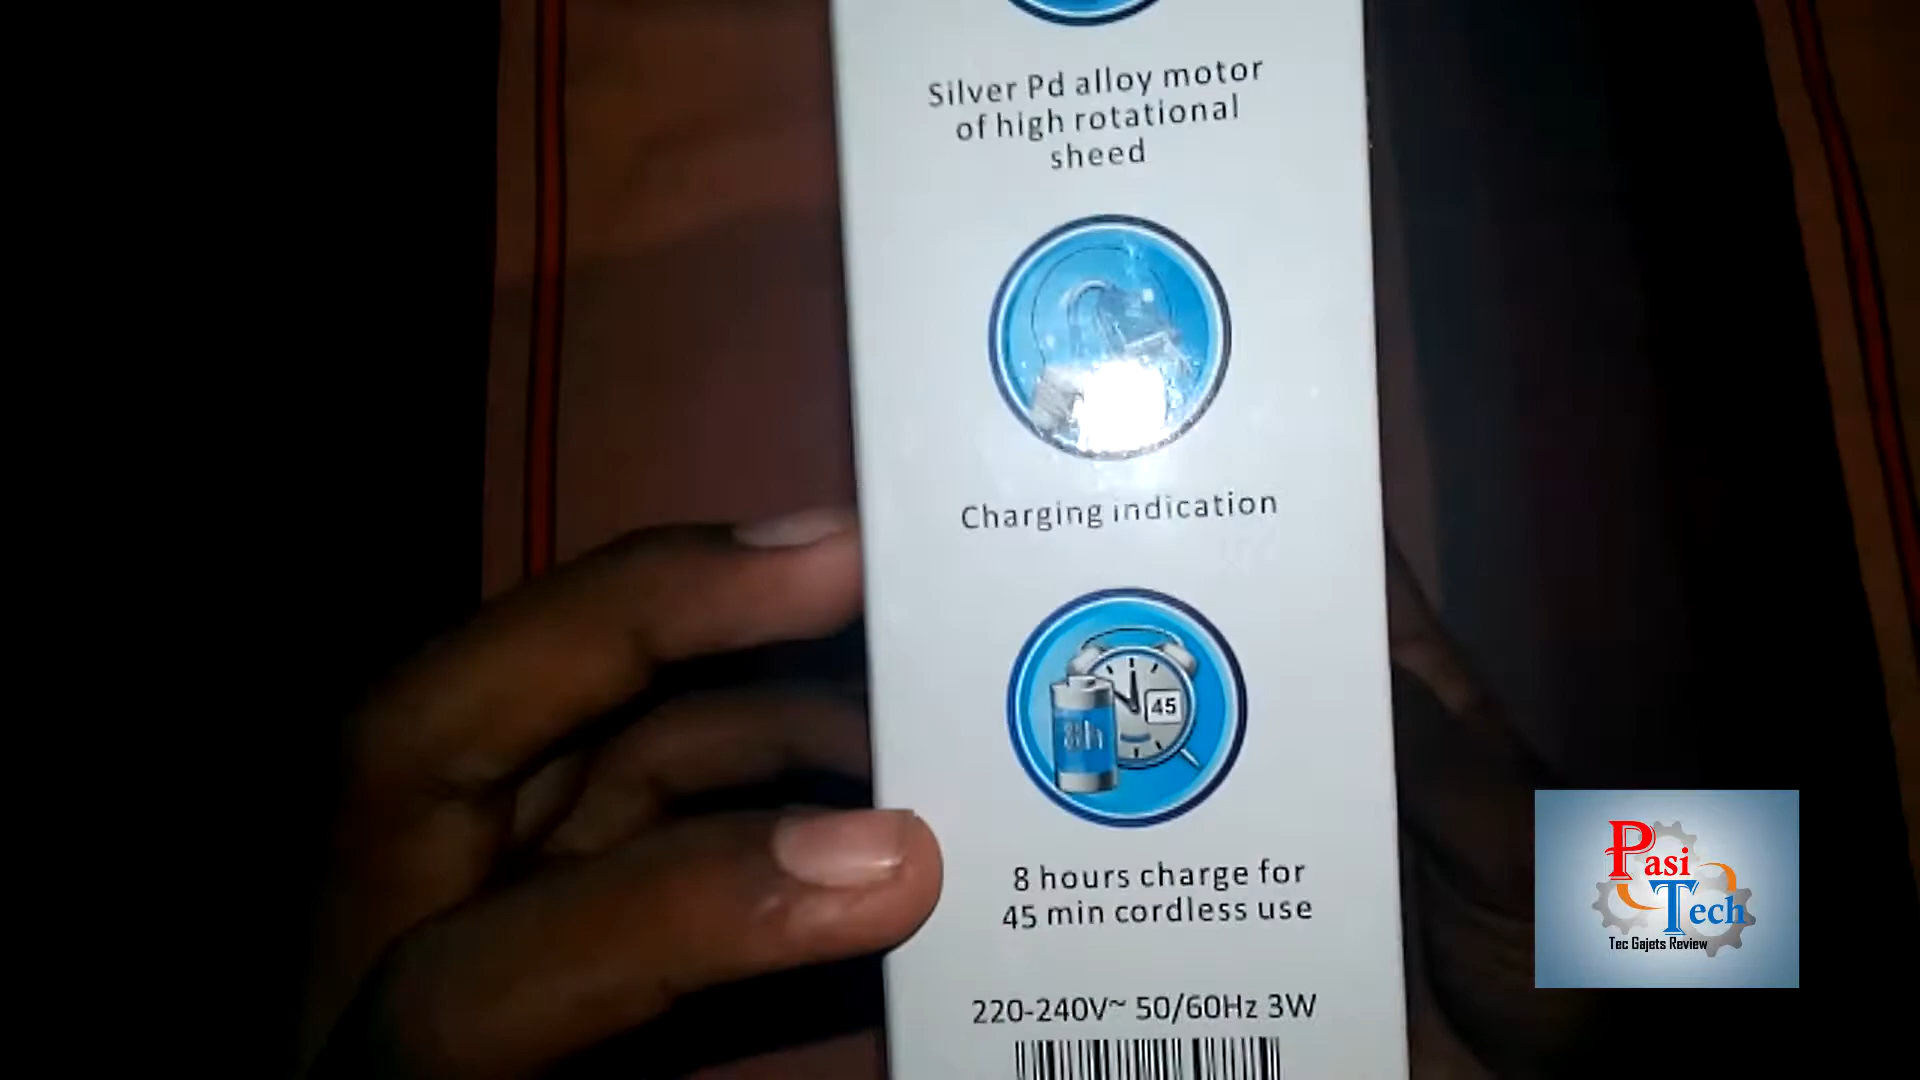 Silver Pd alloy motor
of high rotational
sheed
Charging indication
45
8h
8 hours charge for
45 min cordless use
220-240V~ 50/60Hz 3W
Pasi
Tech
Tec Gajets Review